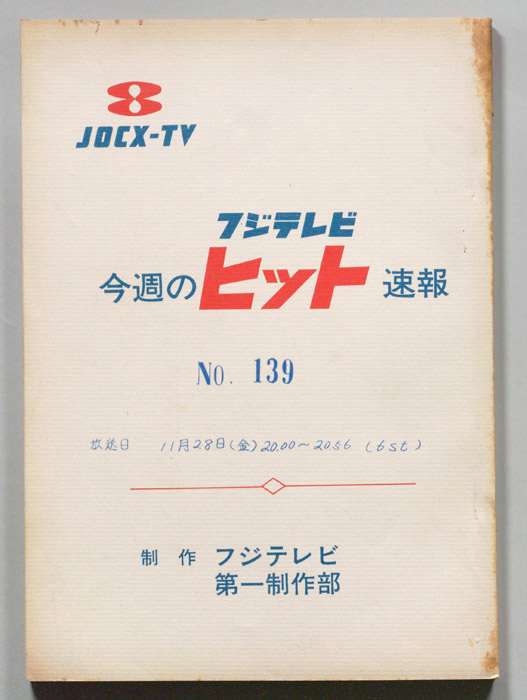 8
JOCX-TV
フジテレビ
今週のヒット速報
No. 139
放送日 11月28日(金)20.00〜20.56 (6st)
制作 フジテレビ
第一制作部